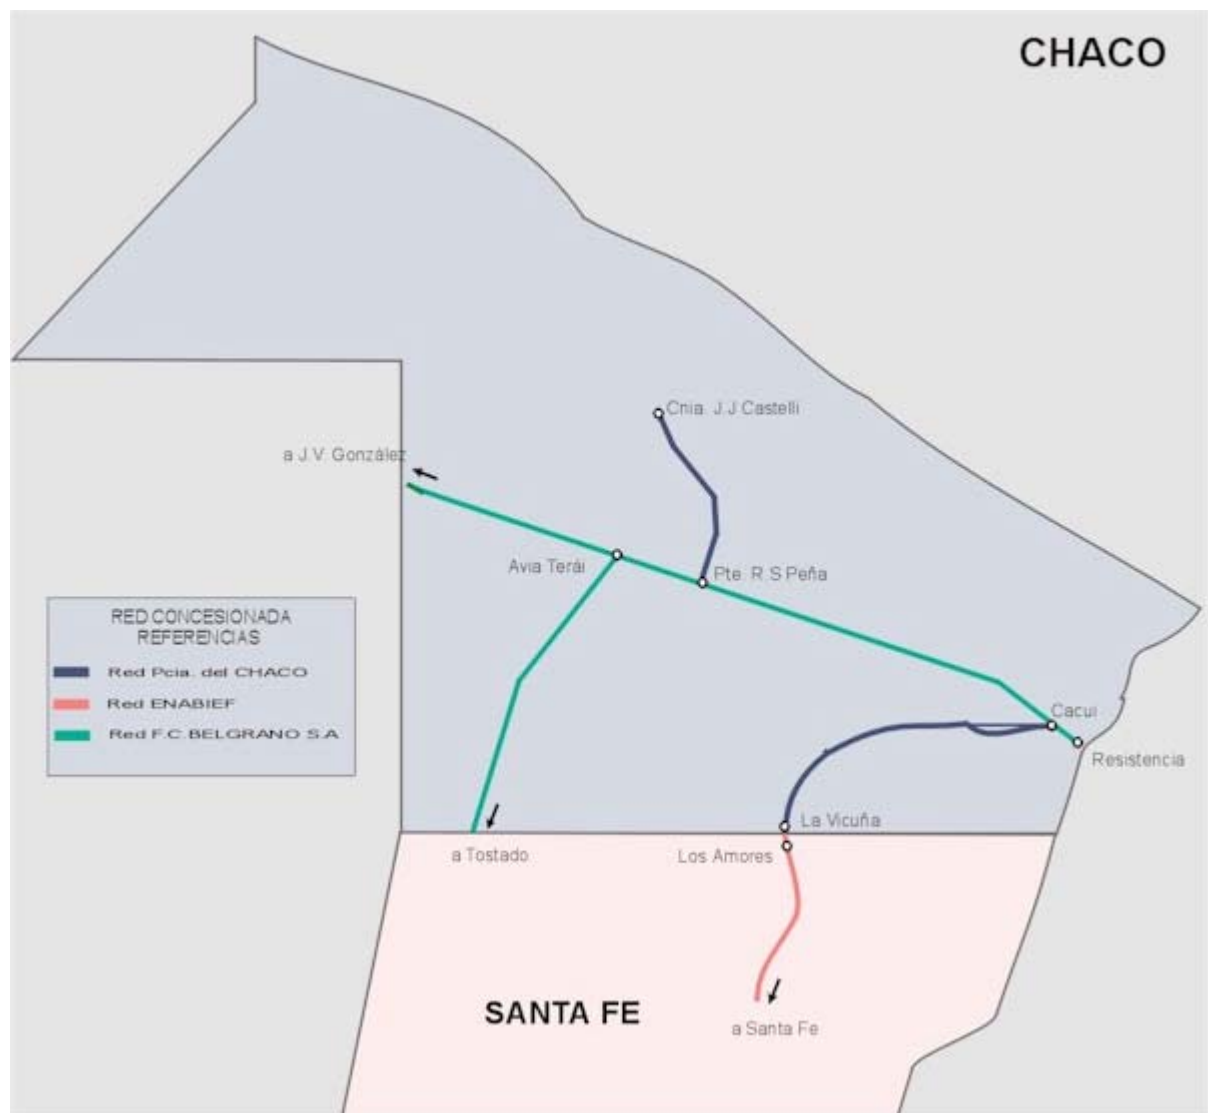 CHACO
Cnia. J.J Castelli
a J.V. González
Avia Terái
Pte. R.S Peña
RED CONCESIONADA
REFERENCIAS
Red Pcia. del CHACO
Red ENABIEF
Red F.C.BELGRANO S.A
Cacui
Resistencia
La Vicuña
a Tostado
Los Amores
SANTA FE
a Santa Fe